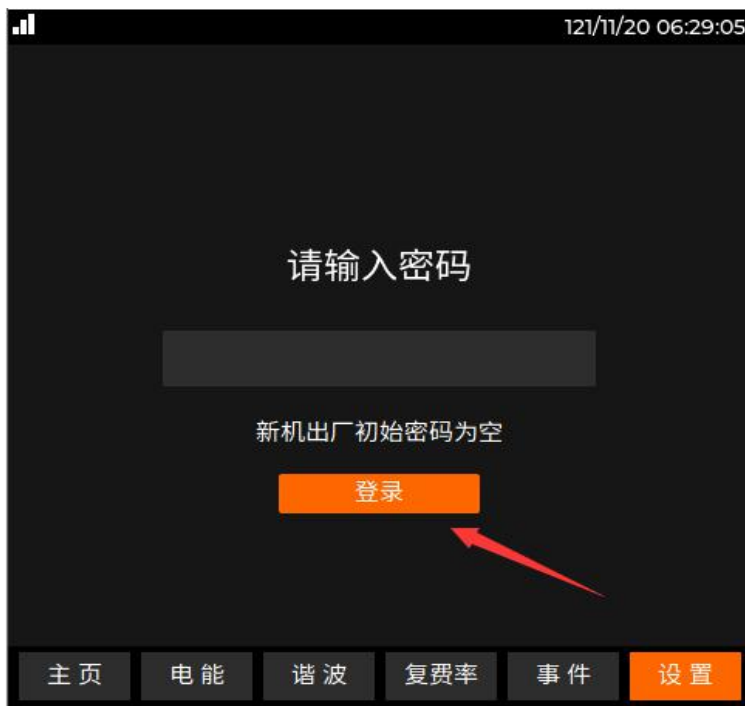 121/11/20 06:29:05
请输入密码
新机出厂初始密码为空
登录
主页 电能 谐波 复费率 事件 设置